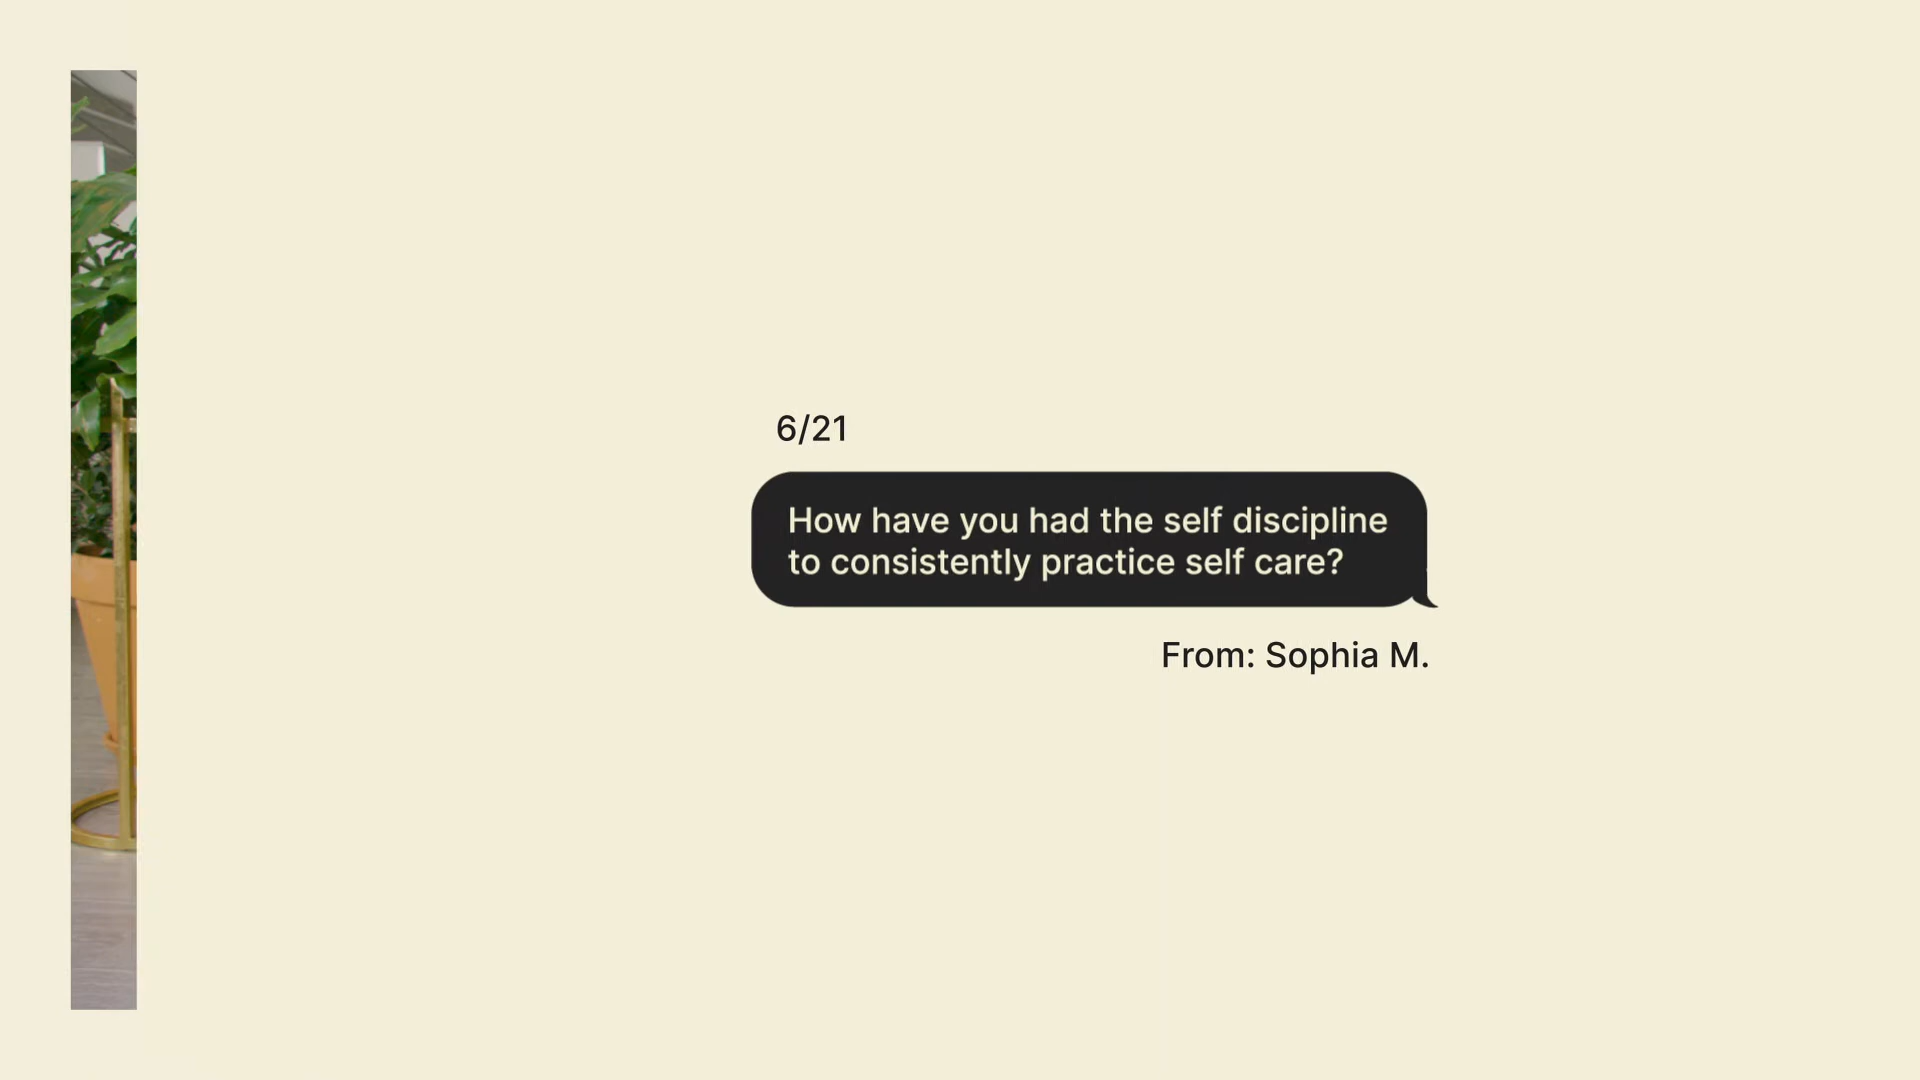 6/21
How have you had the self discipline
to consistently practice self care?
From: Sophia M.